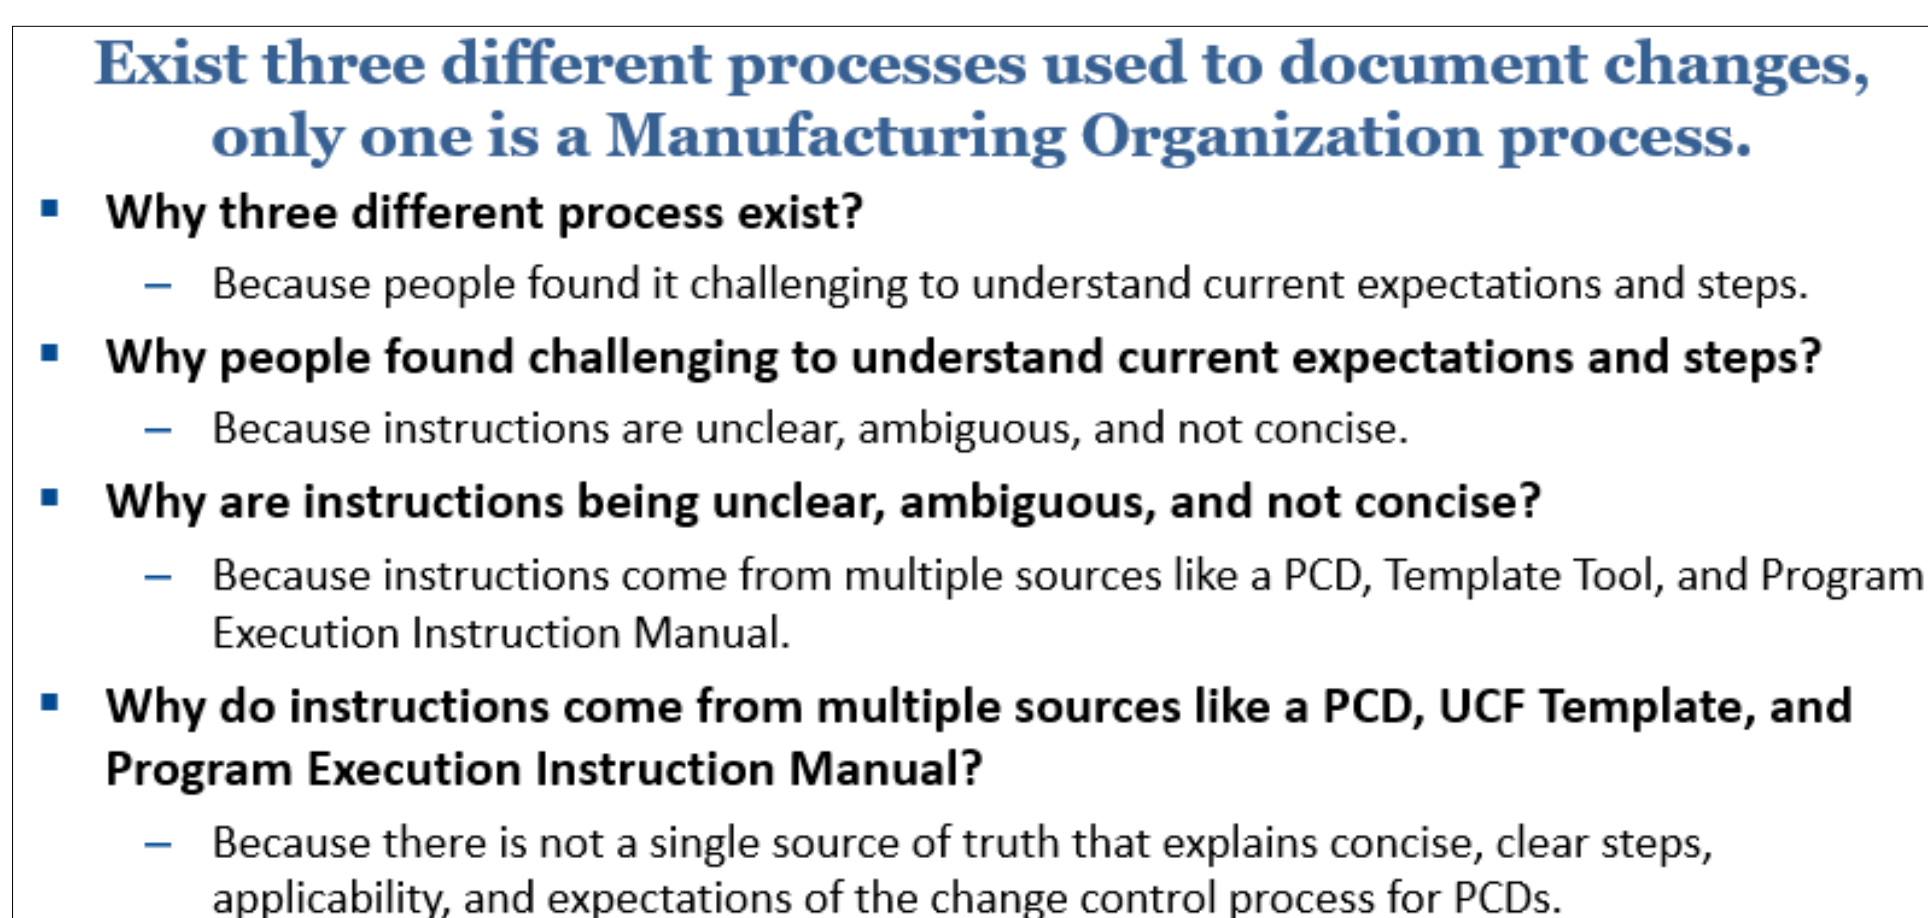 Exist three different processes used to document changes,
only one is a Manufacturing Organization process.
▪ Why three different process exist?
– Because people found it challenging to understand current expectations and steps.
▪ Why people found challenging to understand current expectations and steps?
– Because instructions are unclear, ambiguous, and not concise.
▪ Why are instructions being unclear, ambiguous, and not concise?
– Because instructions come from multiple sources like a PCD, Template Tool, and Program
Execution Instruction Manual.
▪ Why do instructions come from multiple sources like a PCD, UCF Template, and
Program Execution Instruction Manual?
– Because there is not a single source of truth that explains concise, clear steps,
applicability, and expectations of the change control process for PCDs.